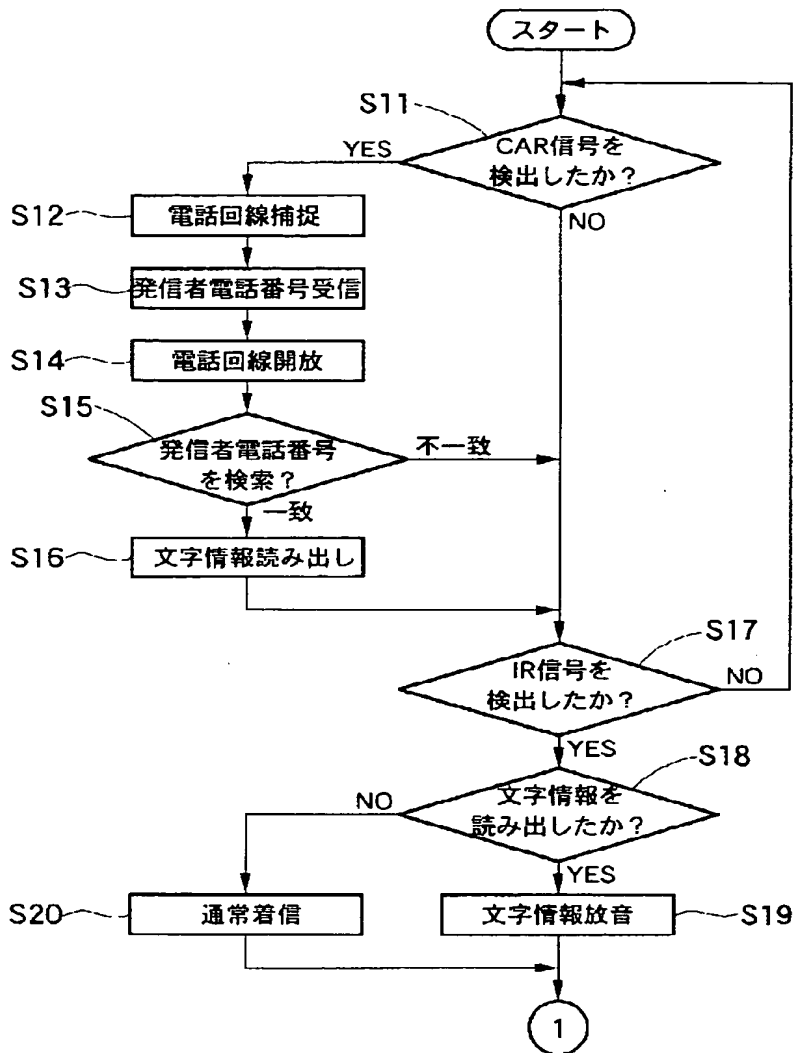 スタート
S11
CAR信号を
検出したか？
YES
NO
S12
電話回線捕捉
S13
発信者電話番号受信
S14
電話回線開放
S15
発信者電話番号
を検索？
不一致
一致
S16
文字情報読み出し
S17
IR信号を
検出したか？
NO
YES
S18
文字情報を
読み出したか？
NO
YES
S20
通常着信
文字情報放音
S19
1